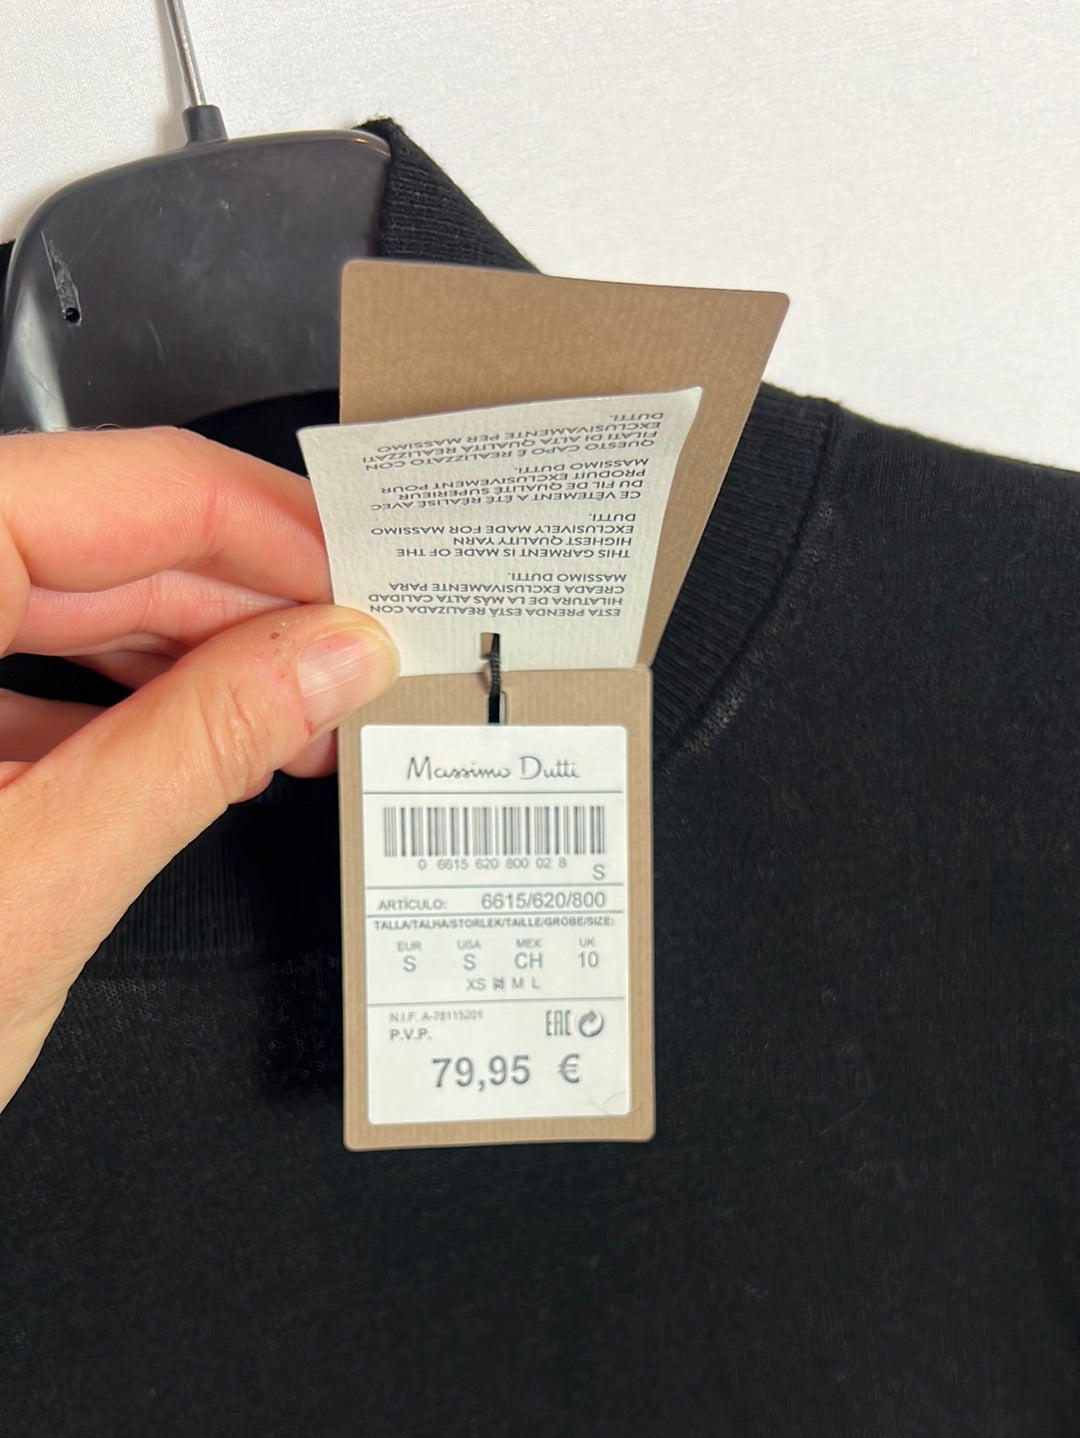 ESTA PRENDA ESTÁ REALIZADA CON
HILATURA DE LA MÁS ALTA CALIDAD
CREADA EXCLUSIVAMENTE PARA
MASSIMO DUTTI.
THIS GARMENT IS MADE OF THE
HIGHEST QUALITY YARN
EXCLUSIVELY MADE FOR MASSIMO
DUTTI.
CE VÊTEMENT A ÉTÉ RÉALISÉ AVEC
DU FIL DE QUALITÉ SUPÉRIEUR
PRODUIT EXCLUSIVEMENT POUR
MASSIMO DUTTI.
QUESTO CAPO È REALIZZATO CON
FILATI DI ALTA QUALITÀ REALIZZATI
EXCLUSIVAMENTE PER MASSIMO
DUTTI.
Massimo Dutti
0 6615 620 800 02 8
S
ARTÍCULO: 6615/620/800
TALLA/TALHA/STORLEK/TAILLE/GRÖBE/SIZE:
EUR USA MEX UK
S S CH 10
XS S M L
N.I.F. A-78115201
P.V.P.
EAC
79,95 €